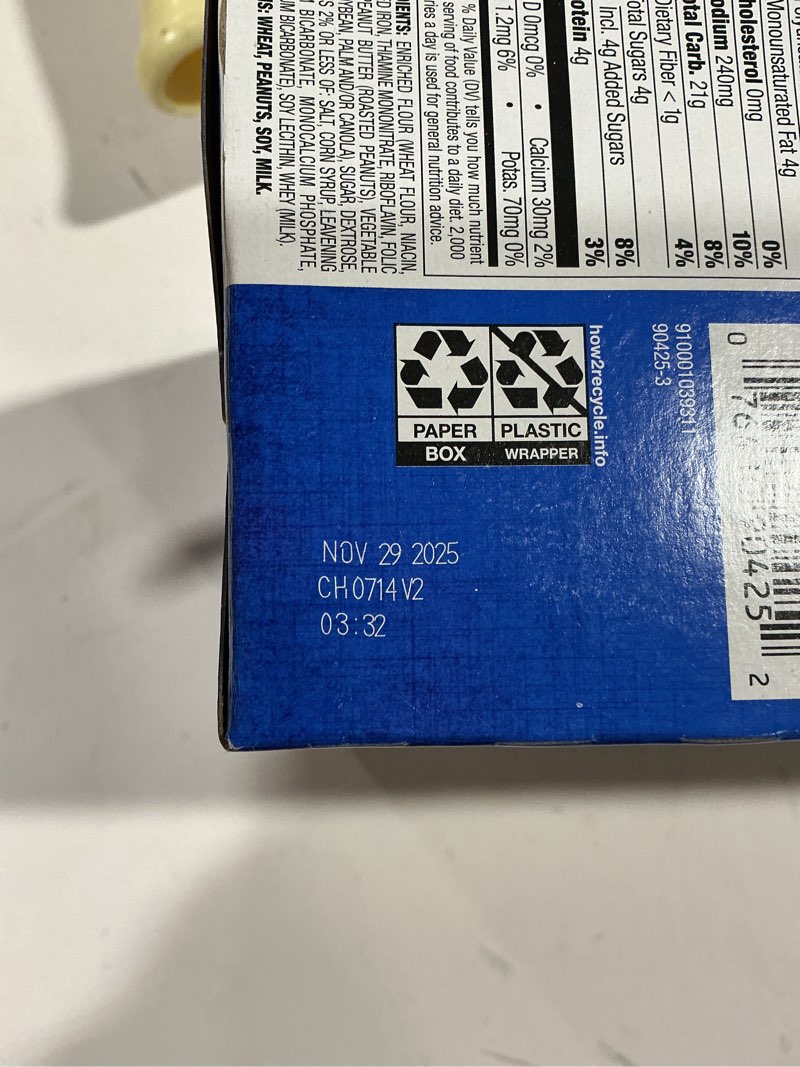 Monounsaturated Fat 4g
holesterol 0mg 0%
odium 240mg 10%
otal Carb. 21g 8%
Dietary Fiber < 1g 4%
otal Sugars 4g
Incl. 4g Added Sugars 8%
otein 4g 3%
D 0mcg 0% • Calcium 30mg 2%
1.2mg 6% • Potas. 70mg 0%
% Daily Value (DV) tells you how much nutrient
serving of food contributes to a daily diet. 2,000
ries a day is used for general nutrition advice.
IENTS: ENRICHED FLOUR (WHEAT FLOUR, NIACIN,
D IRON, THIAMINE MONONITRATE, RIBOFLAVIN, FOLIC
PEANUT BUTTER (ROASTED PEANUTS), VEGETABLE
YBEAN, PALM AND/OR CANOLA), SUGAR, DEXTROSE,
S 2% OR LESS OF: SALT, CORN SYRUP, LEAVENING
BICARBONATE, MONOCALCIUM PHOSPHATE,
M BICARBONATE), SOY LECITHIN, WHEY (MILK).
S: WHEAT, PEANUTS, SOY, MILK.
how2recycle.info
PAPER
BOX
PLASTIC
WRAPPER
910001039311
90425-3
0 76 90425 2
NOV 29 2025
CH0714V2
03:32